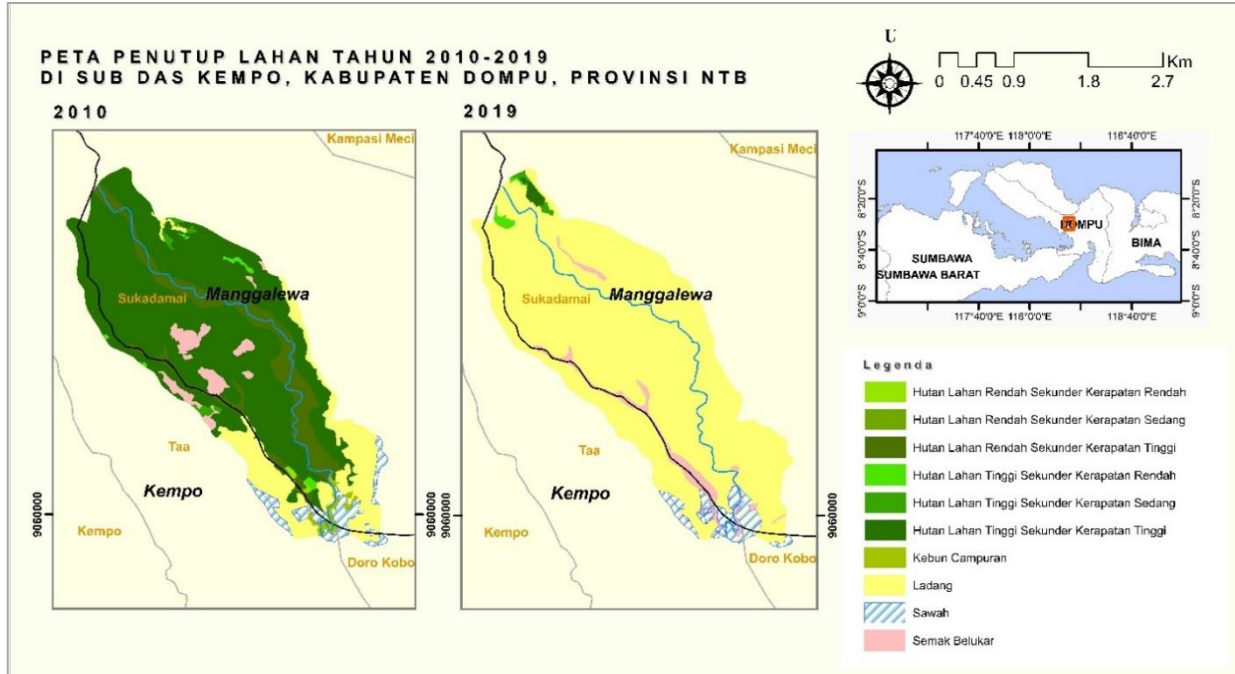 PETA PENUTUP LAHAN TAHUN 2010-2019
DI SUB DAS KEMPO, KABUPATEN DOMPU, PROVINSI NTB
2010
Kampasi Meci
Sukadamai
Manggalewa
Taa
Kempo
Kempo
Doro Kobo
9060000
2019
Kampasi Meci
Sukadamai
Manggalewa
Taa
Kempo
Kempo
Doro Kobo
9060000
U
0 0.45 0.9 1.8 2.7
Km
117°40'0"E 118°0'0"E 116°40'0"E
8°20'0"S
8°40'0"S
9°0'0"S
8°20'0"S
8°40'0"S
9°0'0"S
DOMPU
BIMA
SUMBAWA
SUMBAWA BARAT
117°40'0"E 116°0'0"E 118°40'0"E
Legenda
Hutan Lahan Rendah Sekunder Kerapatan Rendah
Hutan Lahan Rendah Sekunder Kerapatan Sedang
Hutan Lahan Rendah Sekunder Kerapatan Tinggi
Hutan Lahan Tinggi Sekunder Kerapatan Rendah
Hutan Lahan Tinggi Sekunder Kerapatan Sedang
Hutan Lahan Tinggi Sekunder Kerapatan Tinggi
Kebun Campuran
Ladang
Sawah
Semak Belukar